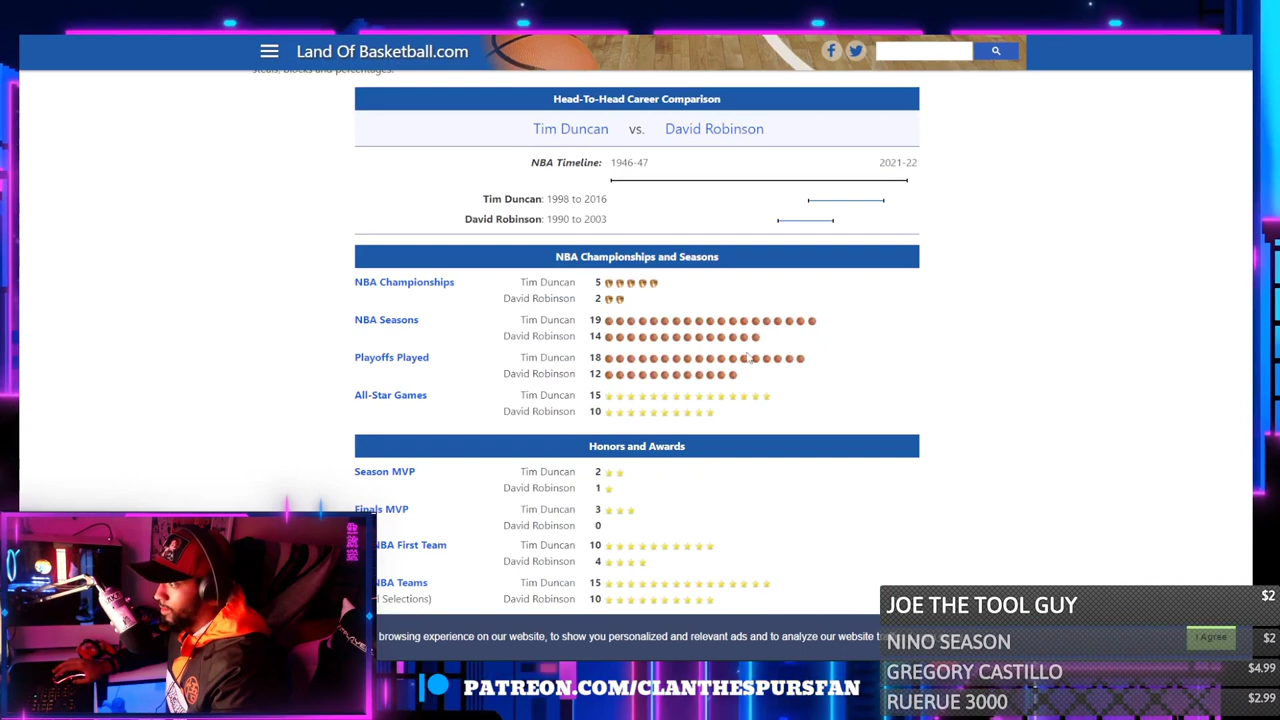 Land Of Basketball.com
steals, blocks and percentages.
Head-To-Head Career Comparison
Tim Duncan vs. David Robinson
NBA Timeline: 1946-47 2021-22
Tim Duncan: 1998 to 2016
David Robinson: 1990 to 2003
NBA Championships and Seasons
NBA Championships Tim Duncan 5
David Robinson 2
NBA Seasons Tim Duncan 19
David Robinson 14
Playoffs Played Tim Duncan 18
David Robinson 12
All-Star Games Tim Duncan 15
David Robinson 10
Honors and Awards
Season MVP Tim Duncan 2
David Robinson 1
Finals MVP Tim Duncan 3
David Robinson 0
NBA First Team Tim Duncan 10
David Robinson 4
NBA Teams Tim Duncan 15
Selections) David Robinson 10
browsing experience on our website, to show you personalized and relevant ads and to analyze our website
I Agree
JOE THE TOOL GUY $2
NINO SEASON $2
GREGORY CASTILLO $4.99
RUERUE 3000 $2.99
PATREON.COM/CLANTHESPURSFAN